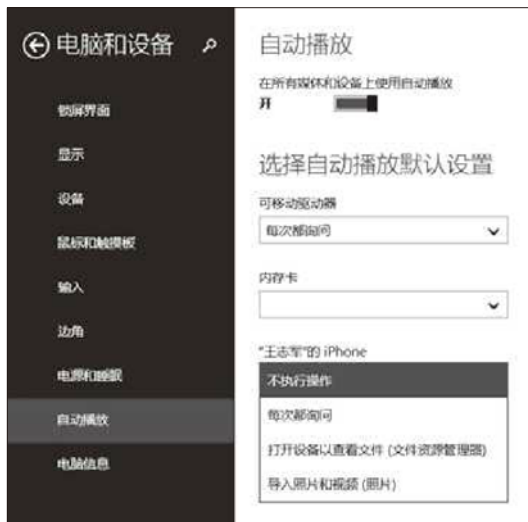 电脑和设备
锁屏界面
显示
设备
鼠标和触摸板
输入
边角
电源和睡眠
自动播放
电脑信息
自动播放
在所有媒体和设备上使用自动播放
开
选择自动播放默认设置
可移动驱动器
每次都询问
内存卡
"王志军"的 iPhone
不执行操作
每次都询问
打开设备以查看文件 (文件资源管理器)
导入照片和视频 (照片)